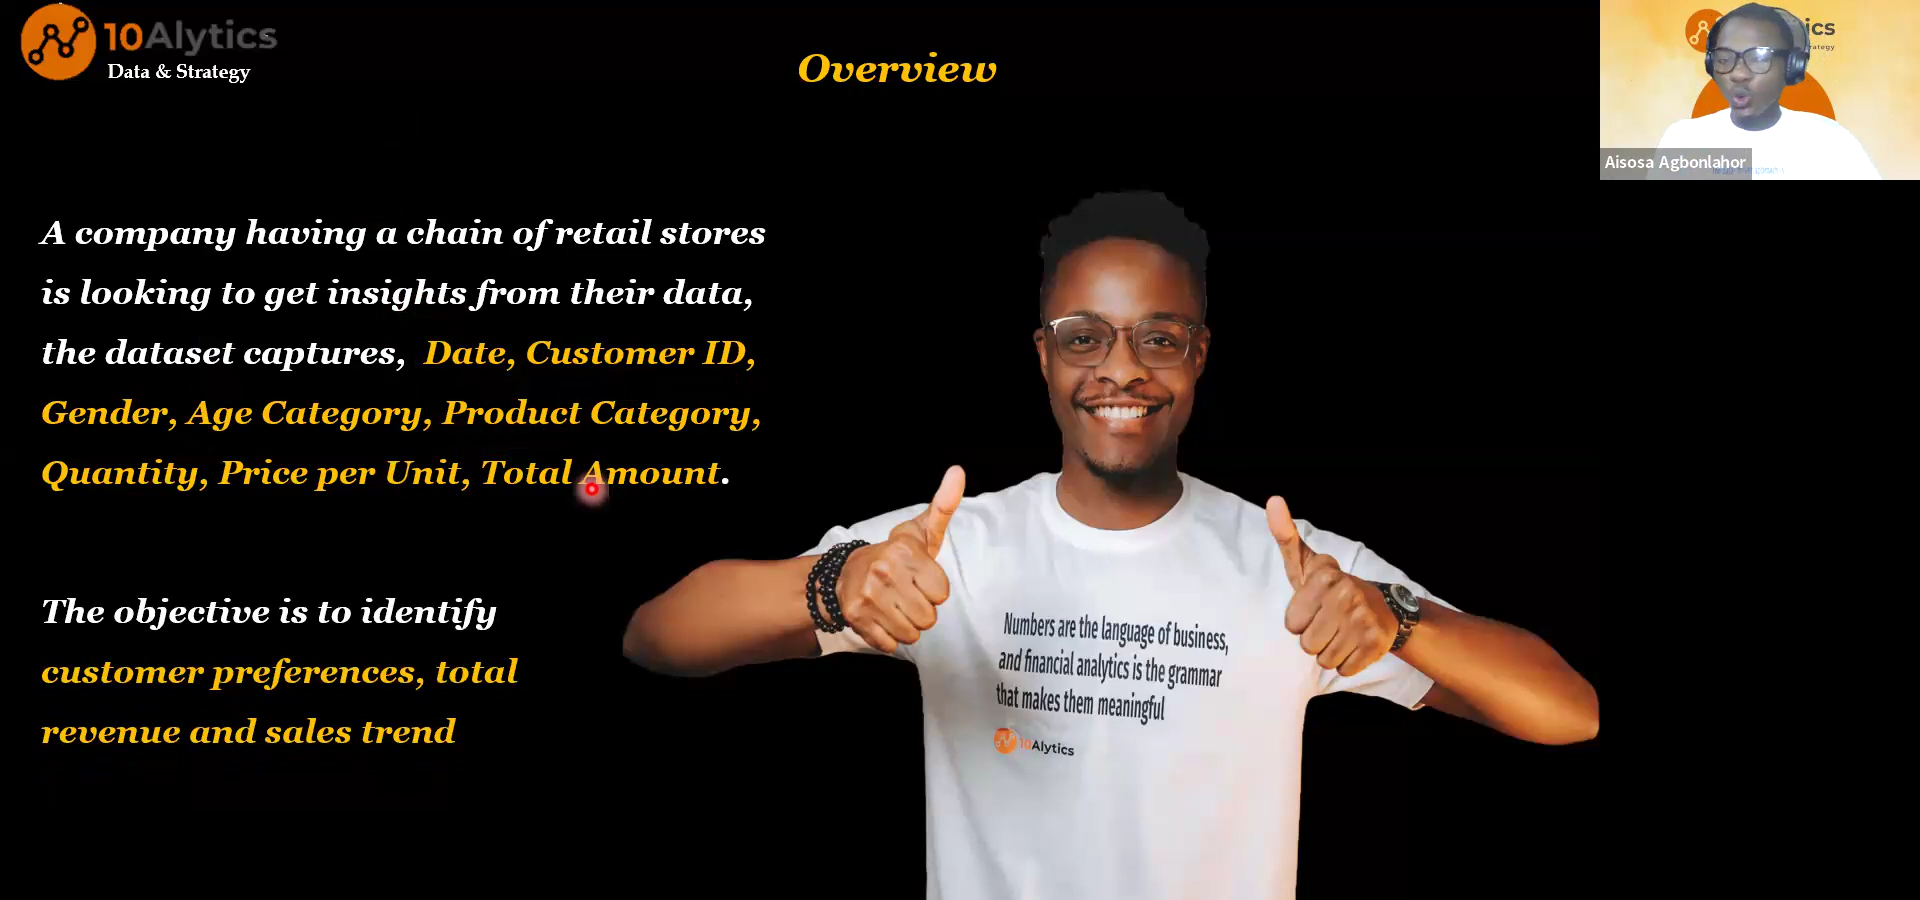 10Alytics
Data & Strategy
Overview
ics
rategy
Aisosa Agbonlahor
A company having a chain of retail stores
is looking to get insights from their data,
the dataset captures, Date, Customer ID,
Gender, Age Category, Product Category,
Quantity, Price per Unit, Total Amount.
The objective is to identify
customer preferences, total
revenue and sales trend
Numbers are the language of business,
and financial analytics is the grammar
that makes them meaningful
10Alytics